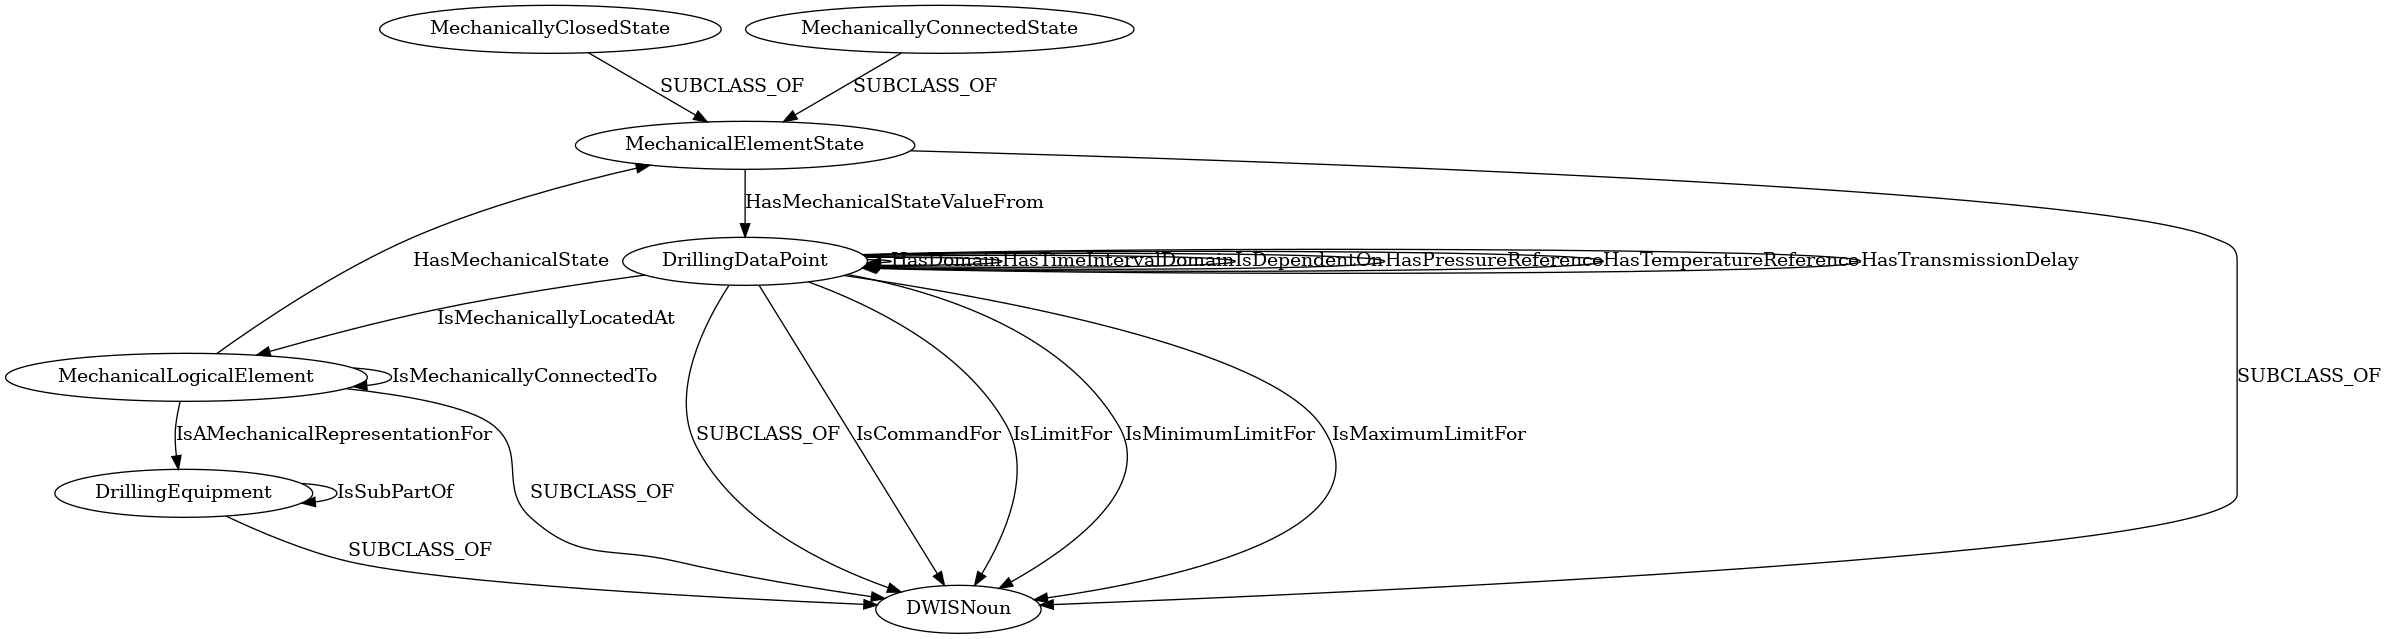 MechanicallyClosedState
MechanicallyConnectedState
SUBCLASS_OF
SUBCLASS_OF
MechanicalElementState
HasMechanicalStateValueFrom
HasMechanicalState
DrillingDataPoint
HasDomain
HasTimeIntervalDomain
IsDependentOn
HasPressureReference
HasTemperatureReference
HasTransmissionDelay
IsMechanicallyLocatedAt
MechanicalLogicalElement
IsMechanicallyConnectedTo
SUBCLASS_OF
IsAMechanicalRepresentationFor
SUBCLASS_OF
IsCommandFor
IsLimitFor
IsMinimumLimitFor
IsMaximumLimitFor
DrillingEquipment
IsSubPartOf
SUBCLASS_OF
SUBCLASS_OF
DWISNoun